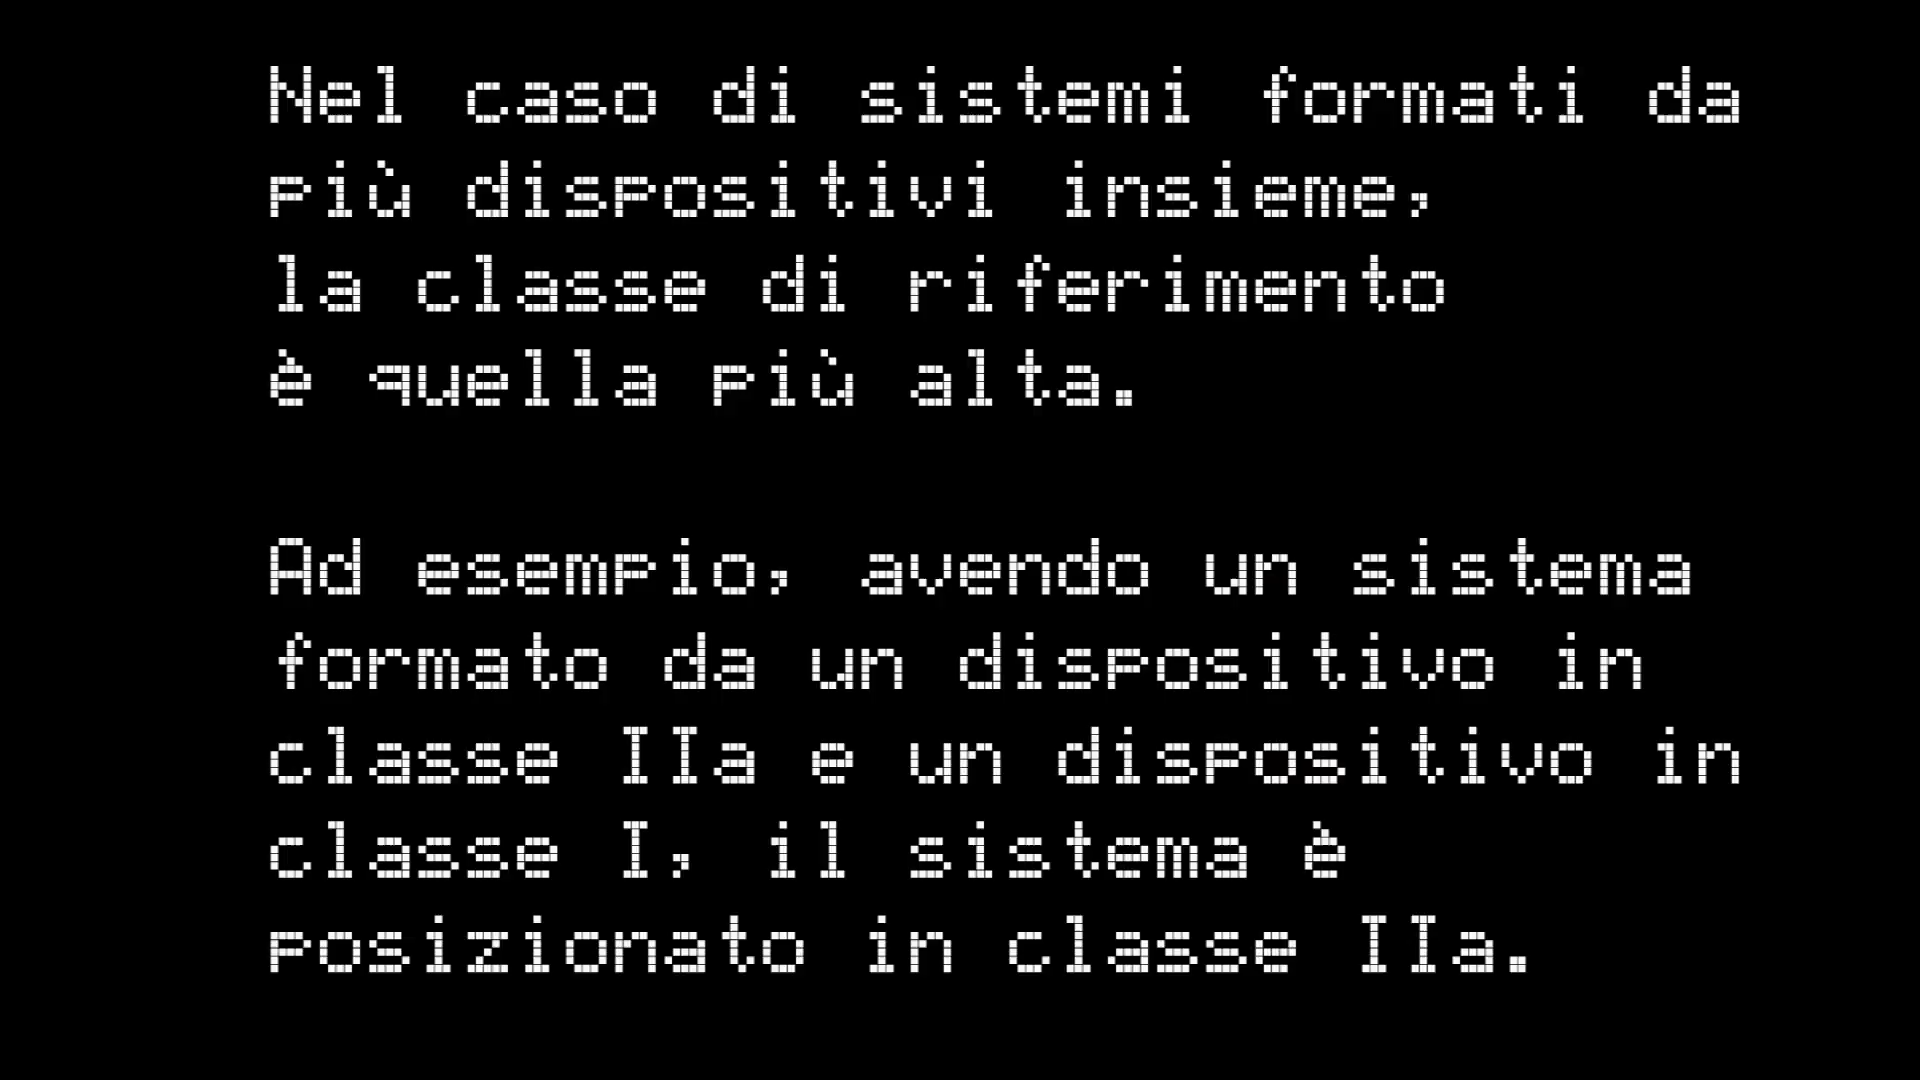 Nel caso di sistemi formati da
più dispositivi insieme,
la classe di riferimento
è quella più alta.
Ad esempio, avendo un sistema
formato da un dispositivo in
classe IIa e un dispositivo in
classe I, il sistema è
posizionato in classe IIa.